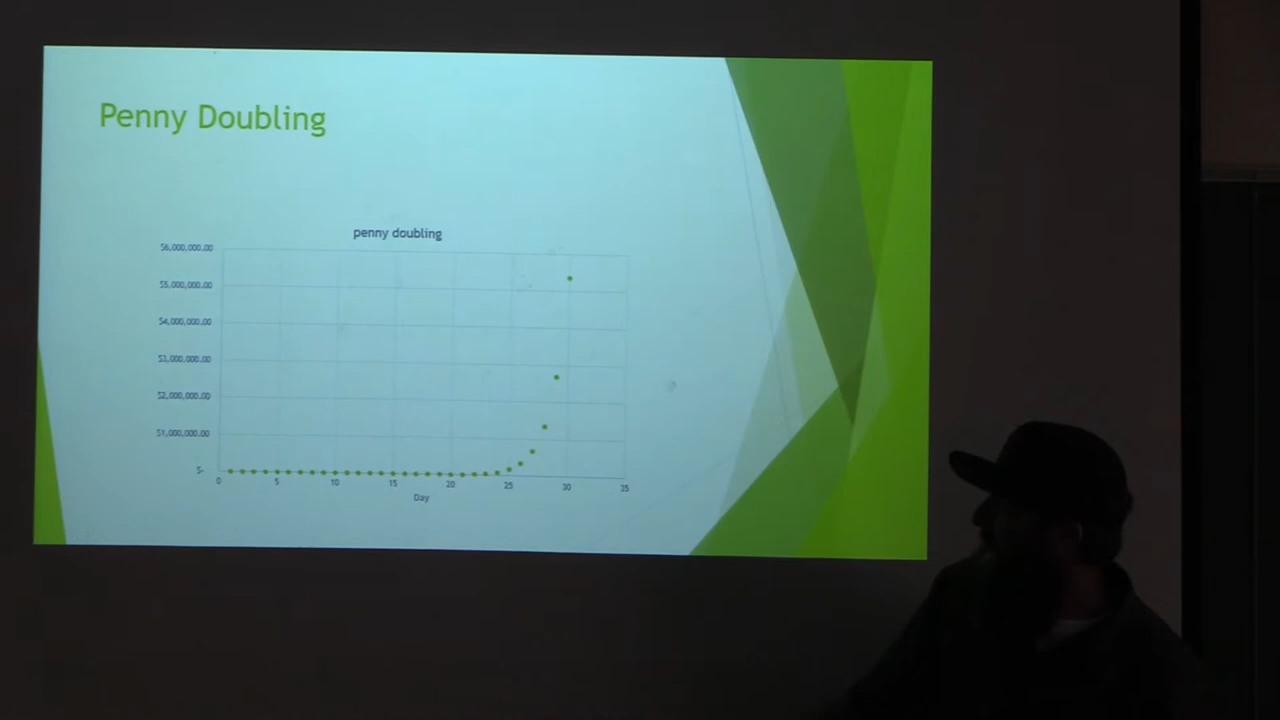 Penny Doubling
penny doubling
$6,000,000.00
$5,000,000.00
$4,000,000.00
$3,000,000.00
$2,000,000.00
$1,000,000.00
$-
0 5 10 15 20 25 30 35
Day